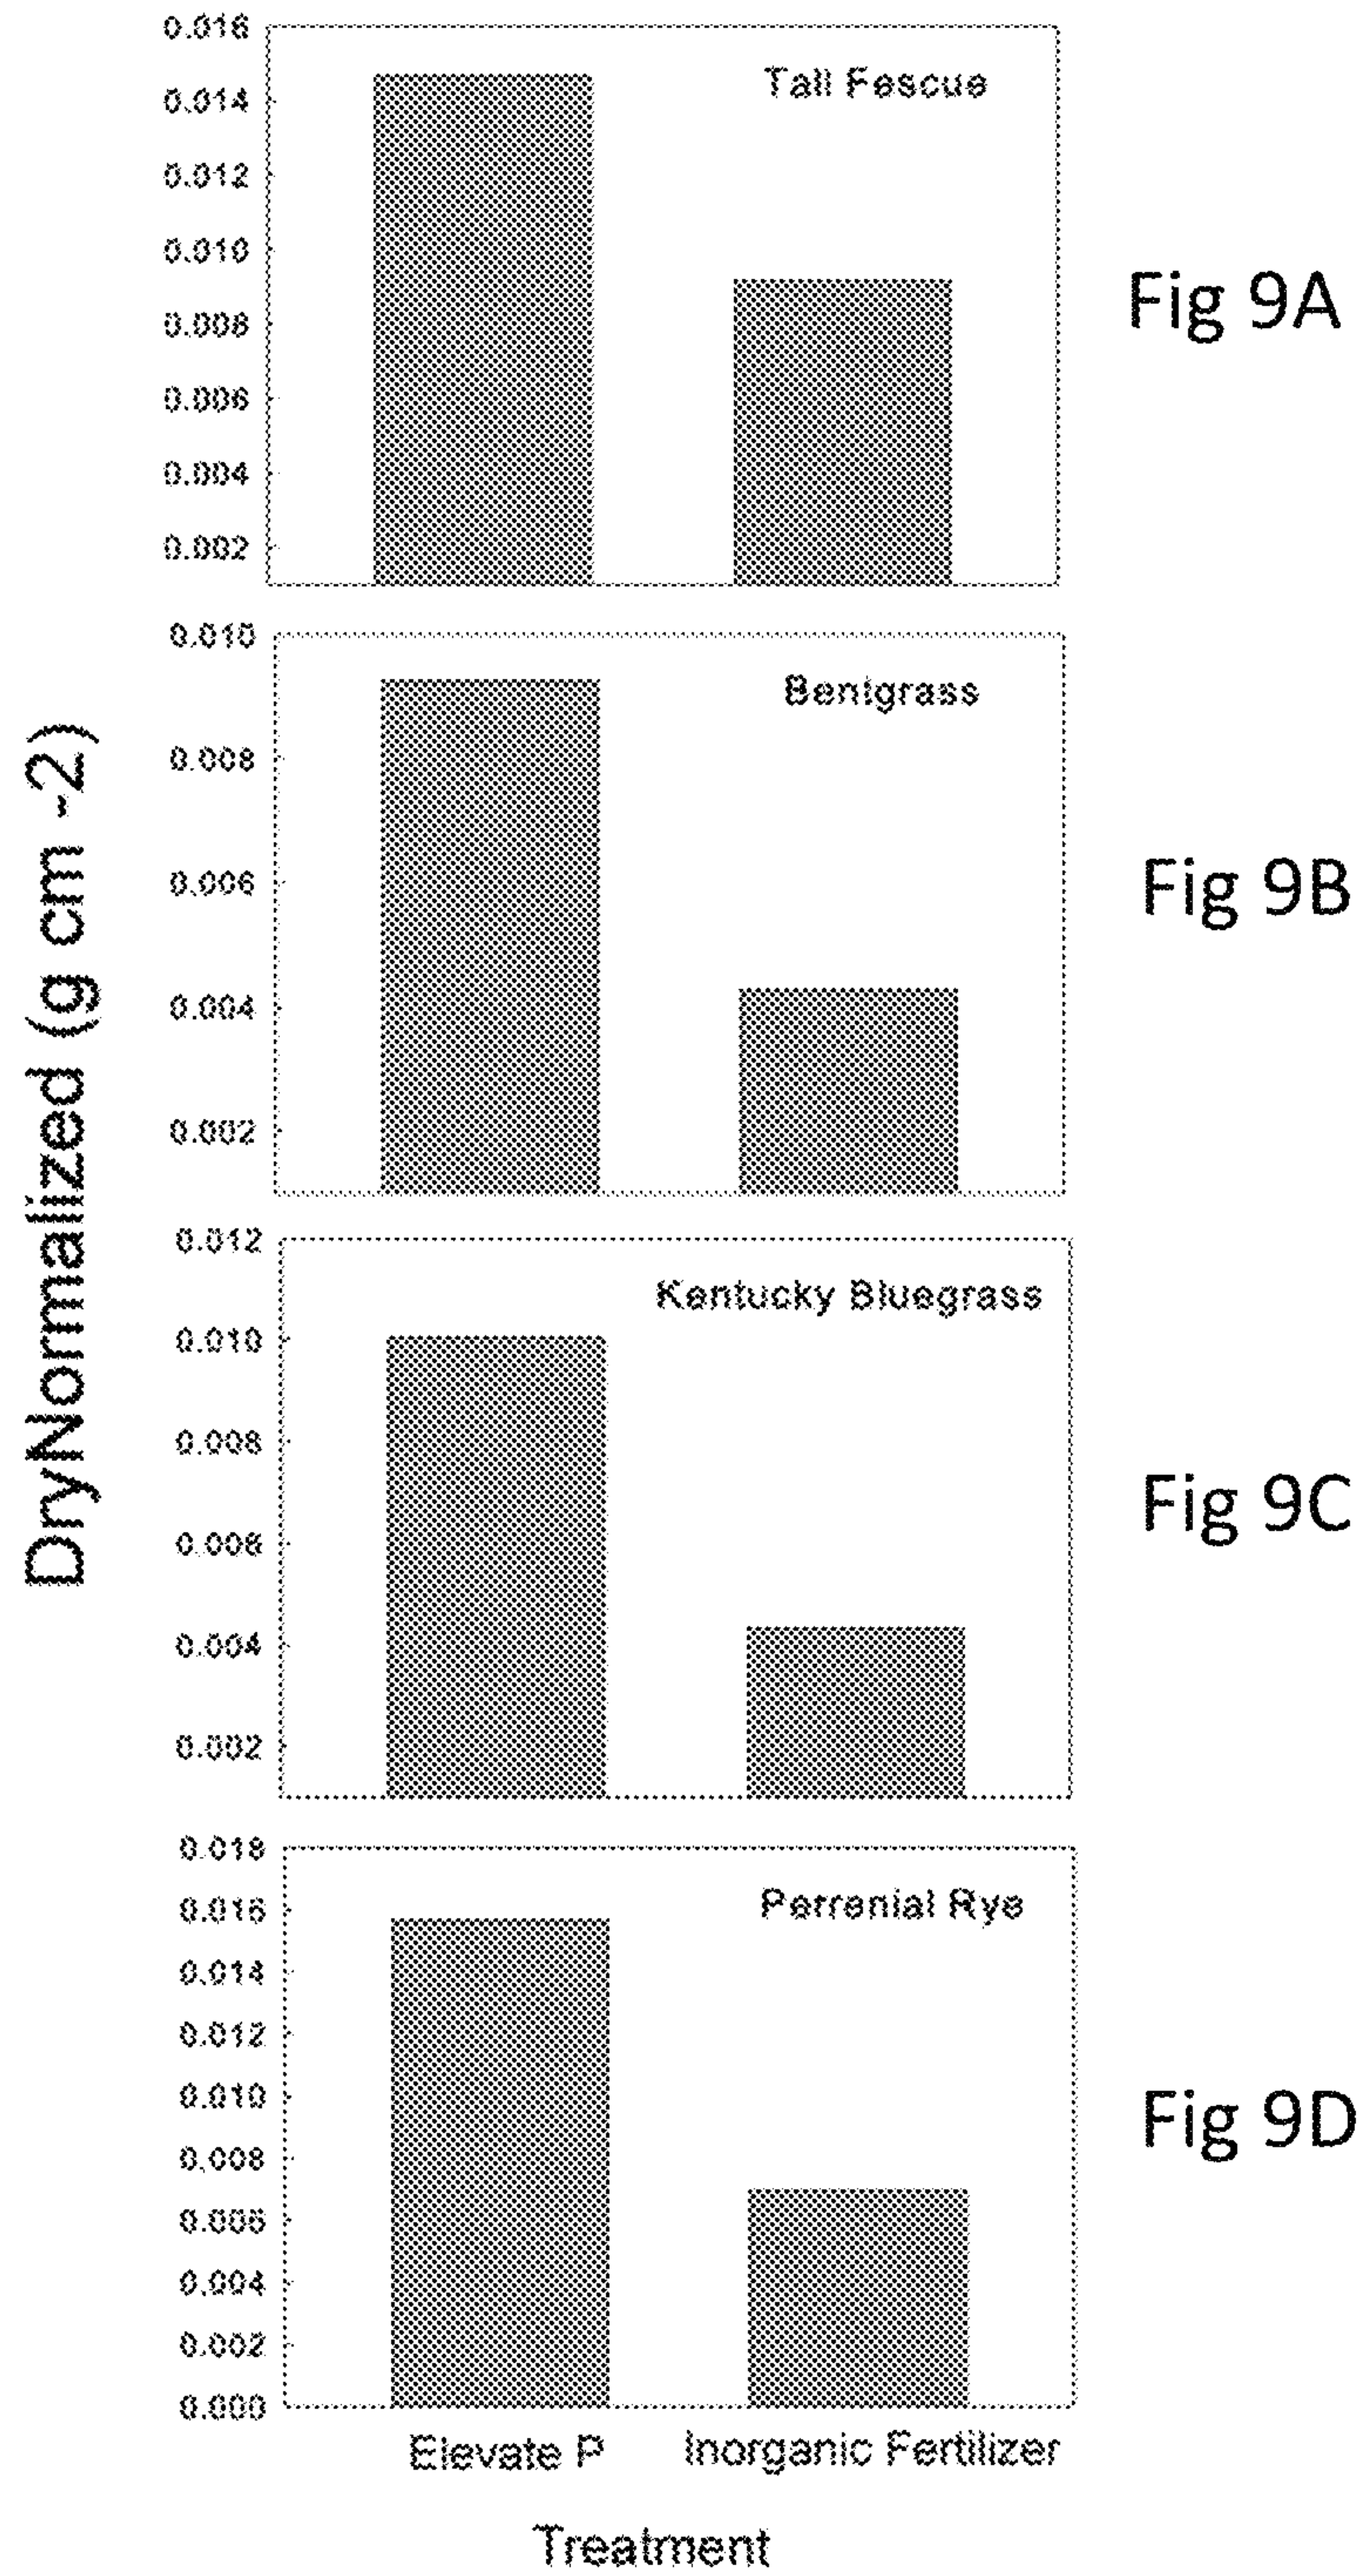 DryNormalized (g cm -2)
Tall Fescue
0.016
0.014
0.012
0.010
0.008
0.006
0.004
0.002
Fig 9A
Bentgrass
0.010
0.008
0.006
0.004
0.002
Fig 9B
Kentucky Bluegrass
0.012
0.010
0.008
0.006
0.004
0.002
Fig 9C
Perrenial Rye
0.018
0.016
0.014
0.012
0.010
0.008
0.006
0.004
0.002
0.000
Fig 9D
Elevate P
Inorganic Fertilizer
Treatment